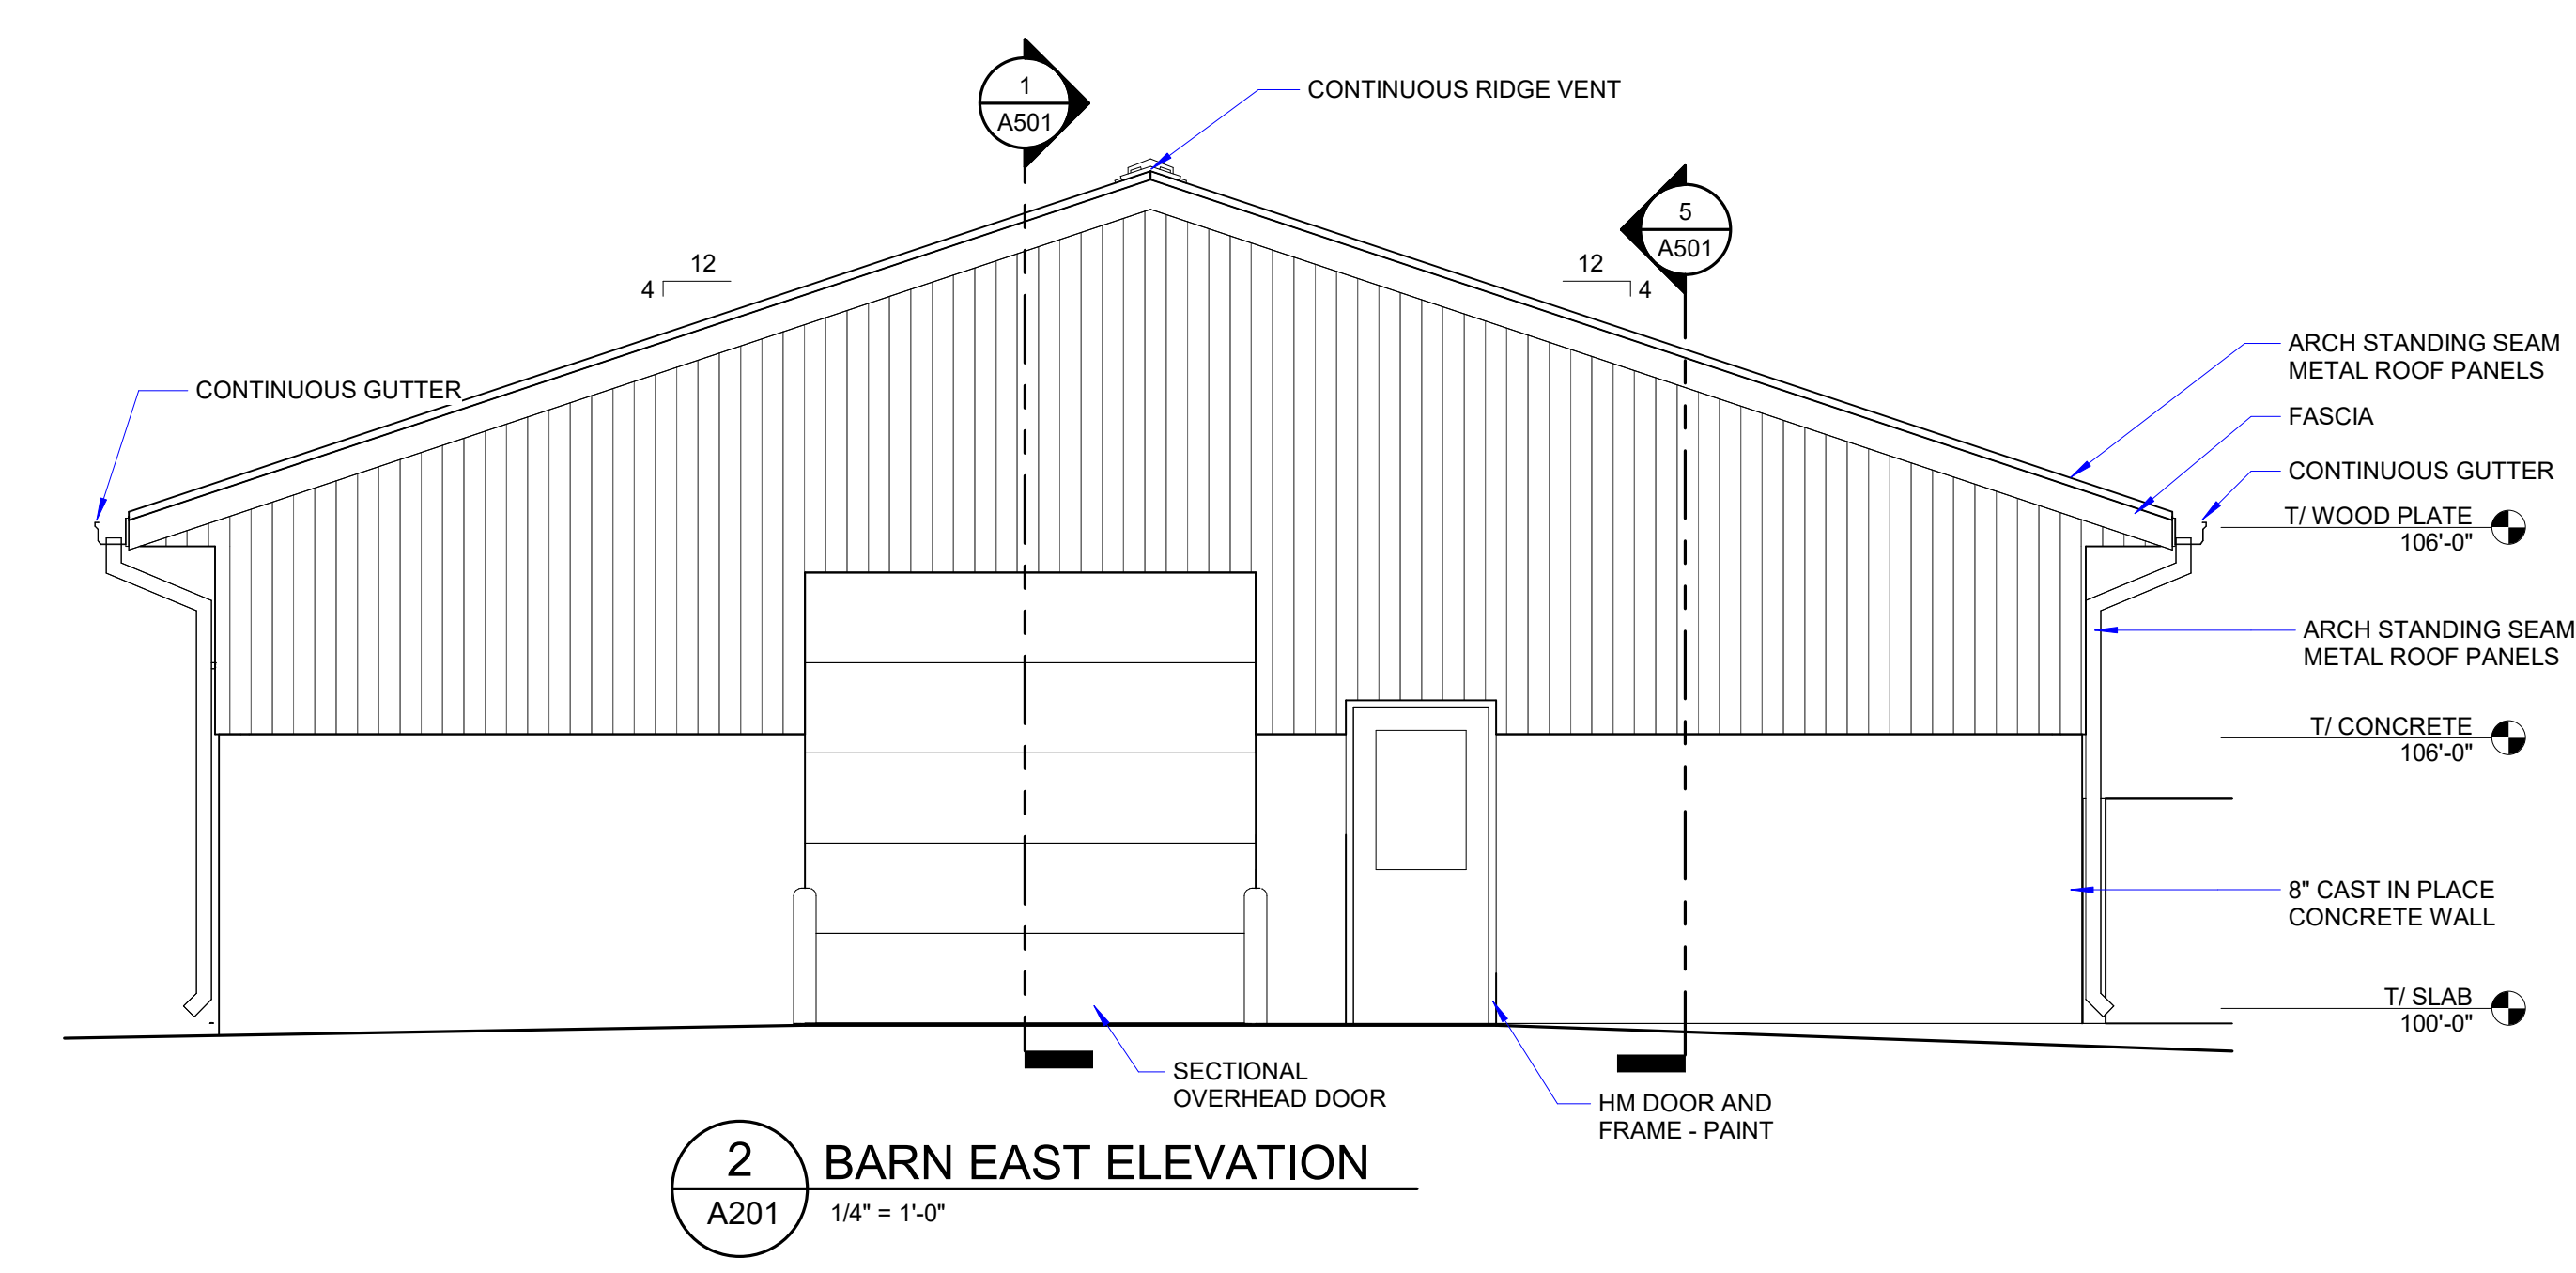 1
A501
CONTINUOUS RIDGE VENT
5
A501
12
4
12
4
ARCH STANDING SEAM
METAL ROOF PANELS
CONTINUOUS GUTTER
FASCIA
CONTINUOUS GUTTER
T/ WOOD PLATE
106'-0"
ARCH STANDING SEAM
METAL ROOF PANELS
T/ CONCRETE
106'-0"
8" CAST IN PLACE
CONCRETE WALL
T/ SLAB
100'-0"
SECTIONAL
OVERHEAD DOOR
HM DOOR AND
FRAME - PAINT
2
A201
BARN EAST ELEVATION
1/4" = 1'-0"